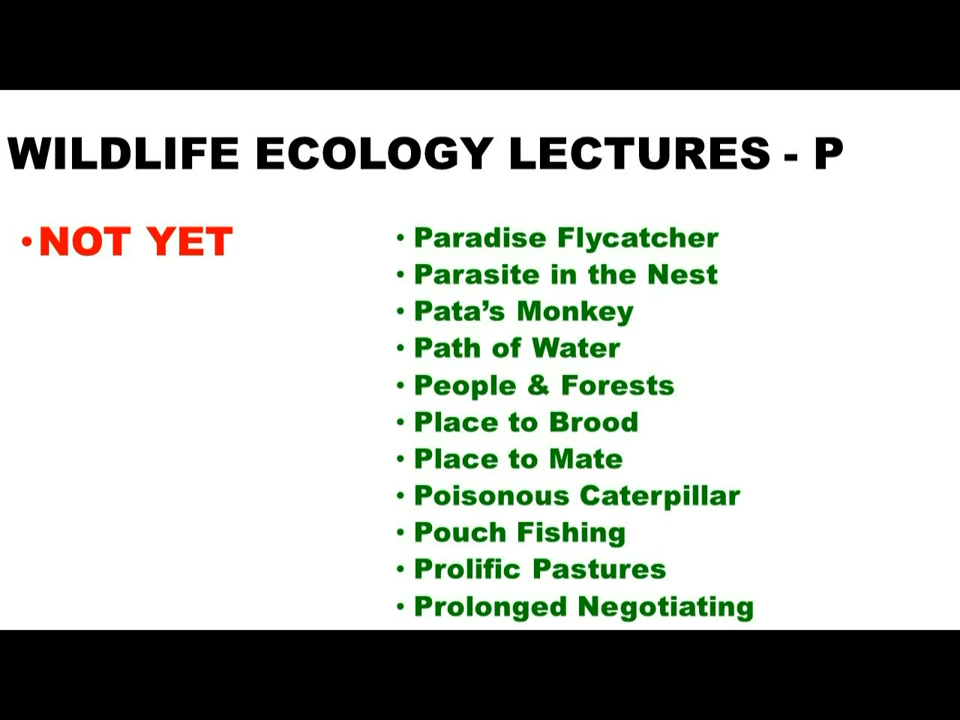 WILDLIFE ECOLOGY LECTURES - P
• NOT YET
• Paradise Flycatcher
• Parasite in the Nest
• Pata’s Monkey
• Path of Water
• People & Forests
• Place to Brood
• Place to Mate
• Poisonous Caterpillar
• Pouch Fishing
• Prolific Pastures
• Prolonged Negotiating